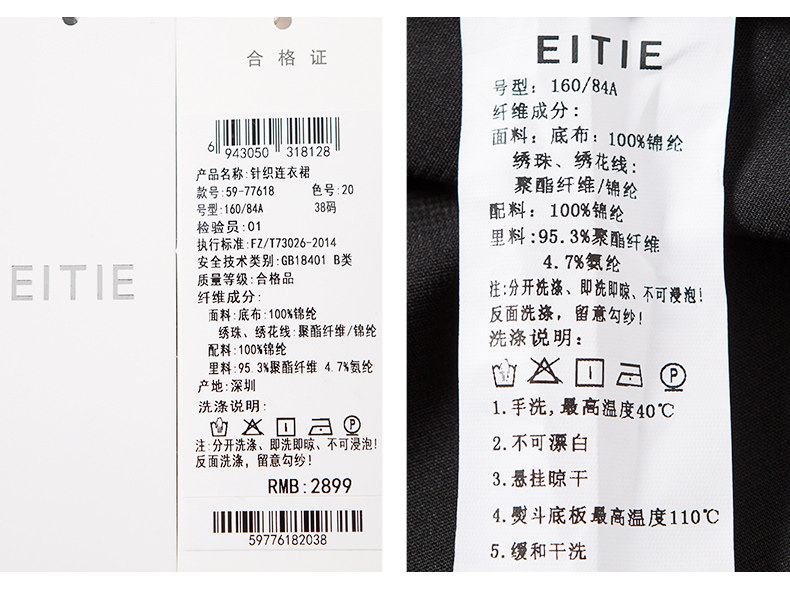 EITIE
合格证
6 943050 318128
产品名称:针织连衣裙
款号:59-77618 色号:20
号型:160/84A 38码
检验员:01
执行标准:FZ/T73026-2014
安全技术类别:GB18401 B类
质量等级:合格品
纤维成分:
面料:底布:100%锦纶
绣珠、绣花线:聚酯纤维/锦纶
配料:100%锦纶
里料:95.3%聚酯纤维 4.7%氨纶
产地:深圳
洗涤说明:
P
注:分开洗涤、即洗即晾、不可浸泡!
反面洗涤，留意勾纱!
RMB:2899
59776182038
EITIE
号型: 160/84A
纤维成分:
面料: 底布: 100%锦纶
绣珠、绣花线:
聚酯纤维/锦纶
配料: 100%锦纶
里料:95.3%聚酯纤维
4.7%氨纶
注:分开洗涤、即洗即晾、不可浸泡!
反面洗涤，留意勾纱!
洗涤说明:
P
1.手洗,最高温度40℃
2.不可漂白
3.悬挂晾干
4.熨斗底板最高温度110℃
5.缓和干洗